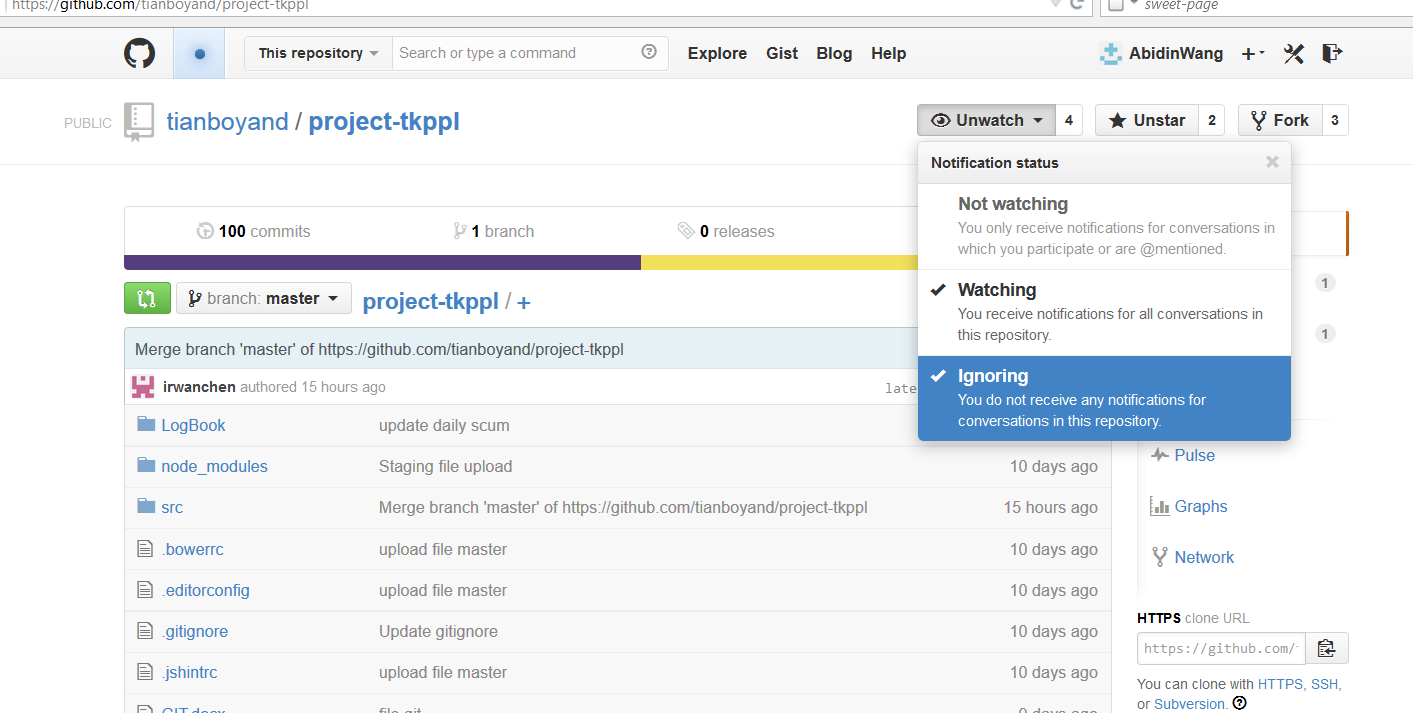 https://github.com/tianboyand/project-tkppl
sweet-page
This repository
Search or type a command
Explore Gist Blog Help
AbidinWang
PUBLIC
tianboyand / project-tkppl
Unwatch 4
Unstar 2
Fork 3
Notification status
Not watching
You only receive notifications for conversations in
which you participate or are @mentioned.
Watching
You receive notifications for all conversations in
this repository.
Ignoring
You do not receive any notifications for
conversations in this repository.
100 commits
1 branch
0 releases
1
1
branch: master
project-tkppl / +
Merge branch 'master' of https://github.com/tianboyand/project-tkppl
irwanchen authored 15 hours ago
late
LogBook update daily scum
node_modules Staging file upload 10 days ago
src Merge branch 'master' of https://github.com/tianboyand/project-tkppl 15 hours ago
.bowerrc upload file master 10 days ago
.editorconfig upload file master 10 days ago
.gitignore Update gitignore 10 days ago
.jshintrc upload file master 10 days ago
GIT.docx file git 9 days ago
Pulse
Graphs
Network
HTTPS clone URL
https://github.com/
You can clone with HTTPS, SSH,
or Subversion.